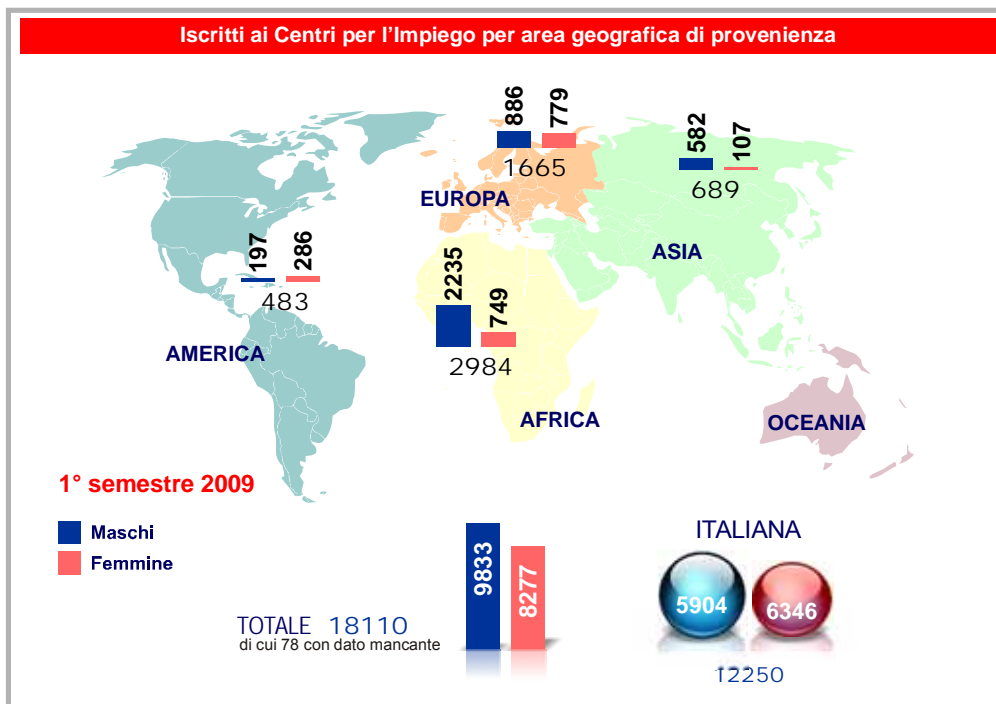 Iscritti ai Centri per l'Impiego per area geografica di provenienza
886
779
1665
EUROPA
582
107
689
ASIA
197
286
483
AMERICA
2235
749
2984
AFRICA
OCEANIA
1° semestre 2009
Maschi
Femmine
TOTALE 18110
di cui 78 con dato mancante
9833
8277
ITALIANA
5904
6346
12250